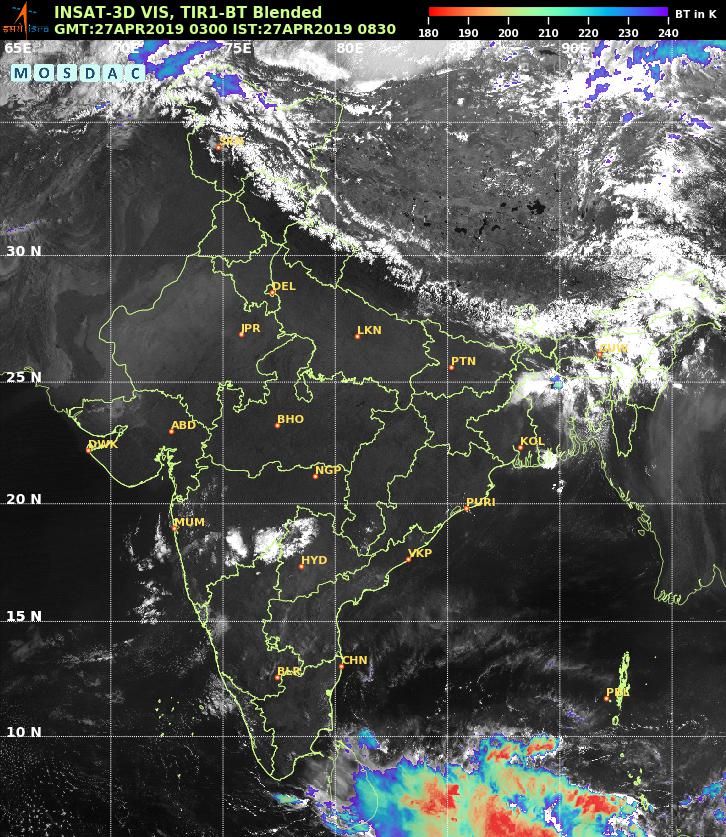 INSAT-3D VIS, TIR1-BT Blended
GMT:27APR2019 0300 IST:27APR2019 0830
BT in K
180 190 200 210 220 230 240
65E 70E 75E 80E 85E 90E
M O S D A C
SRN
30 N
DEL
JPR
LKN
GUW
PTN
25 N
ABD
BHO
DWK
KOL
NGP
20 N
PURI
MUM
VKP
HYD
15 N
CHN
BLR
PBL
10 N